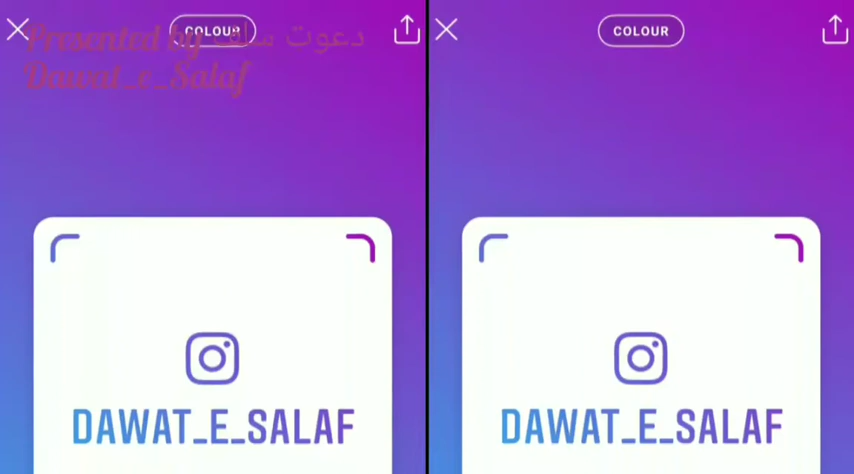 COLOUR
Presented by دعوت سلف
Dawat_e_Salaf
DAWAT_E_SALAF
COLOUR
DAWAT_E_SALAF